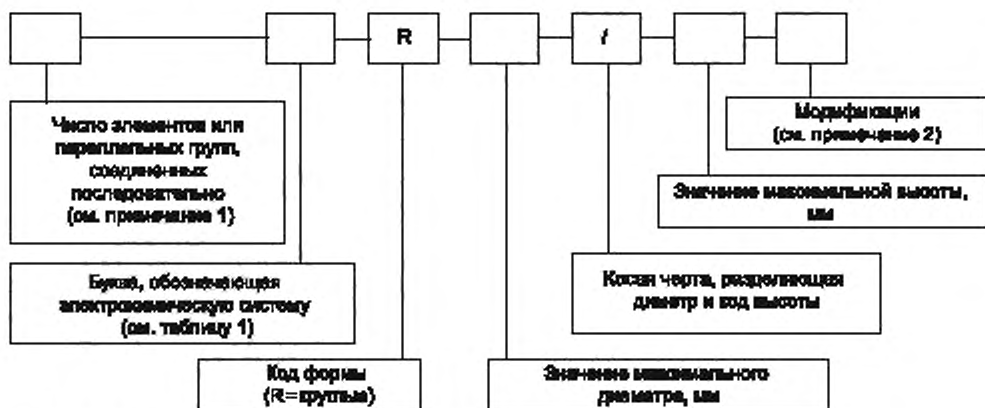 R /
Число элементов или
параллельных групп,
соединенных
последовательно
(см. примечание 1)
Модификации
(см. примечание 2)
Значение максимальной высоты,
мм
Буква, обозначающая
электрохимическую систему
(см. таблицу 1)
Косая черта, разделяющая
диаметр и код высоты
Код формы
(R=круглые)
Значение максимального
диаметра, мм